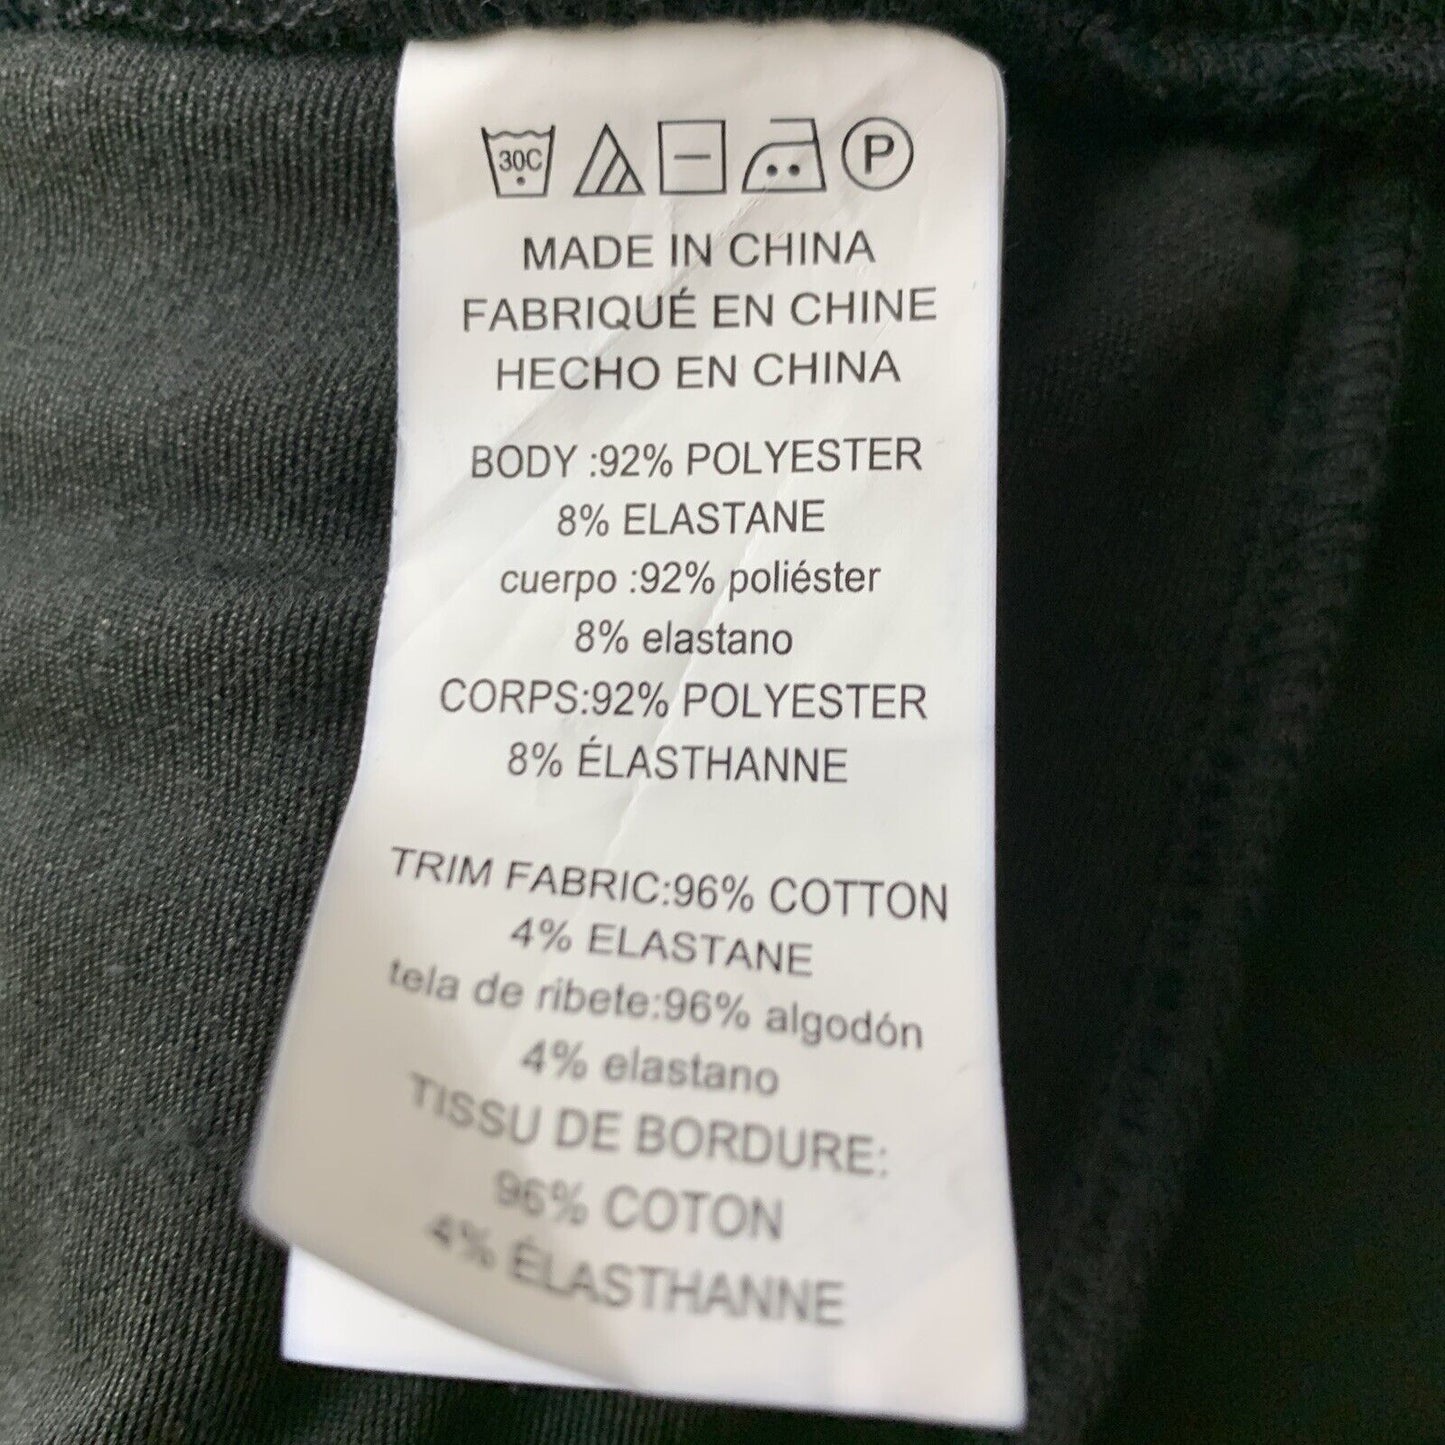 30C P
MADE IN CHINA
FABRIQUÉ EN CHINE
HECHO EN CHINA
BODY :92% POLYESTER
8% ELASTANE
cuerpo :92% poliéster
8% elastano
CORPS:92% POLYESTER
8% ÉLASTHANNE
TRIM FABRIC:96% COTTON
4% ELASTANE
tela de ribete:96% algodón
4% elastano
TISSU DE BORDURE:
96% COTON
4% ÉLASTHANNE